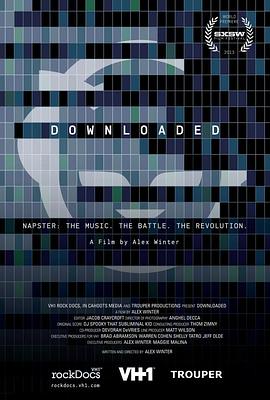 WORLD
PREMIERE
SXSW
FILM FESTIVAL
2013
DOWNLOADED
NAPSTER: THE MUSIC. THE BATTLE. THE REVOLUTION.
A Film by Alex Winter
VH1 ROCK DOCS, IN CAHOOTS MEDIA AND TROUPER PRODUCTIONS PRESENT DOWNLOADED
A FILM BY ALEX WINTER
EDITOR JACOB CRAYCROFT DIRECTOR OF PHOTOGRAPHY ANGHEL DECCA
ORIGINAL SCORE DJ SPOOKY THAT SUBLIMINAL KID CONSULTING PRODUCER THOM ZIMNY
CO-PRODUCER DEVORAH DEVRIES LINE PRODUCER MATT WILSON
EXECUTIVE PRODUCERS FOR VH1 BRAD ABRAMSON WARREN COHEN SHELLY TATRO JEFF OLDE
EXECUTIVE PRODUCERS ALEX WINTER MAGGIE MALINA
WRITTEN AND DIRECTED BY ALEX WINTER
VH1
rockDocs VH1 TROUPER
rockdocs.vh1.com